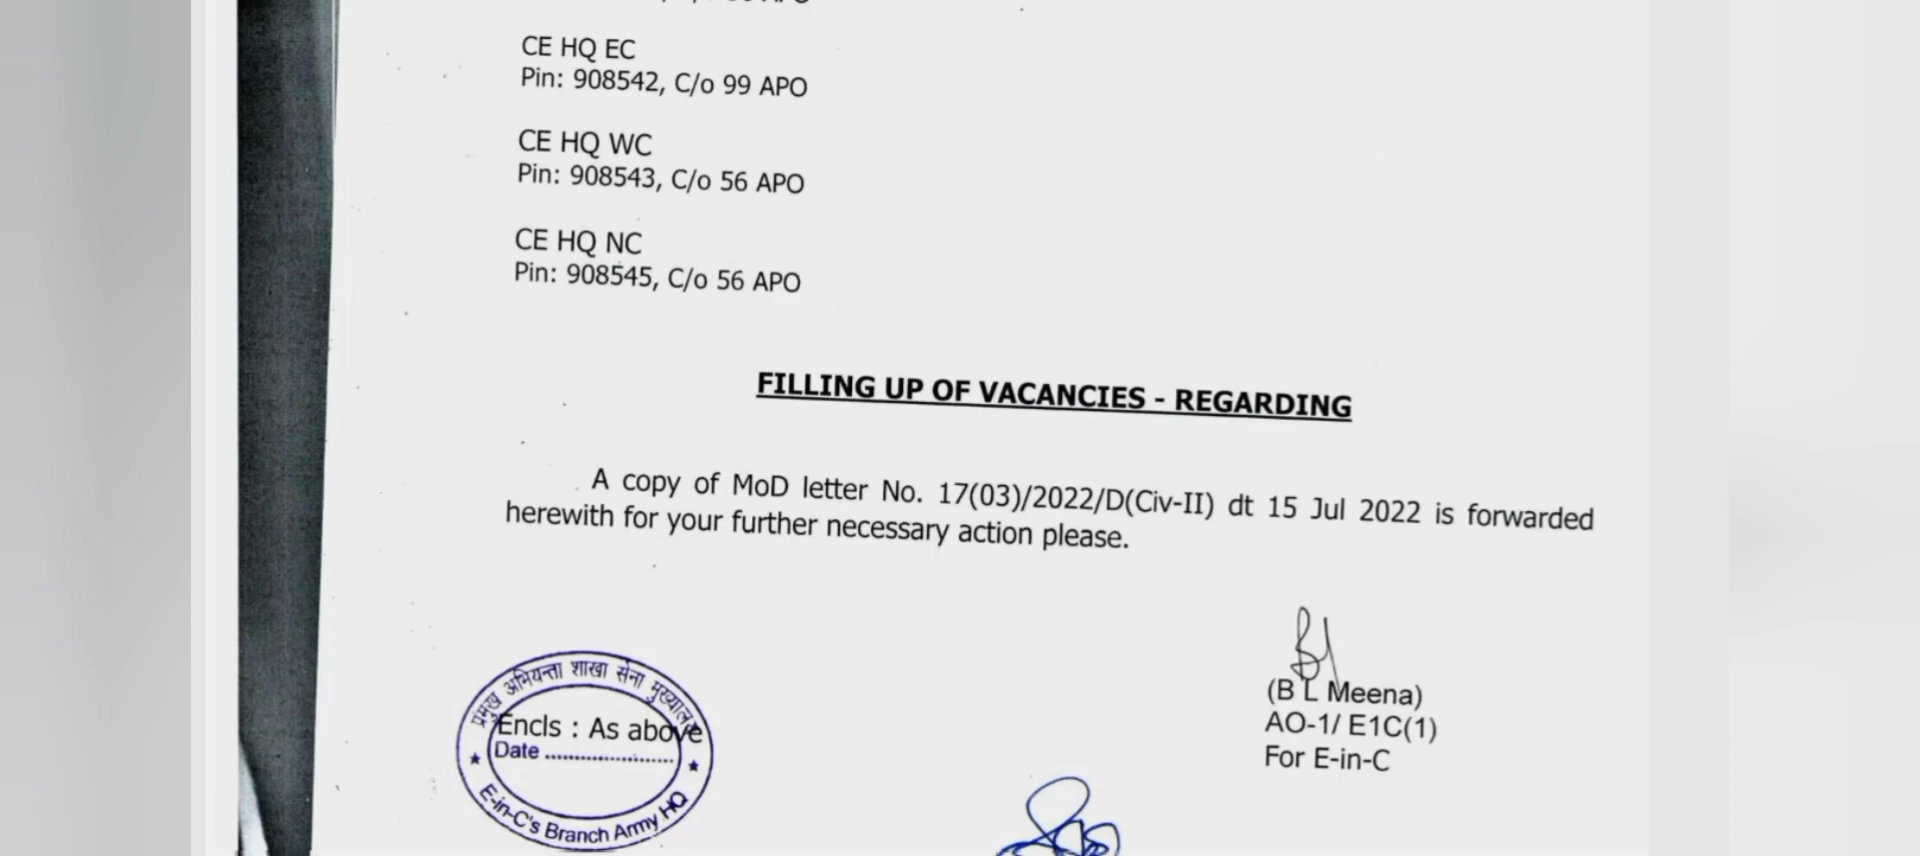 CE HQ EC
Pin: 908542, C/o 99 APO
CE HQ WC
Pin: 908543, C/o 56 APO
CE HQ NC
Pin: 908545, C/o 56 APO
FILLING UP OF VACANCIES - REGARDING
A copy of MoD letter No. 17(03)/2022/D(Civ-II) dt 15 Jul 2022 is forwarded
herewith for your further necessary action please.
(B L Meena)
AO-1/ E1C(1)
For E-in-C
प्रमुख अभियन्ता शाखा सेना मुख्यालय
Encls : As above
Date ........................
E-in-C's Branch Army HQ